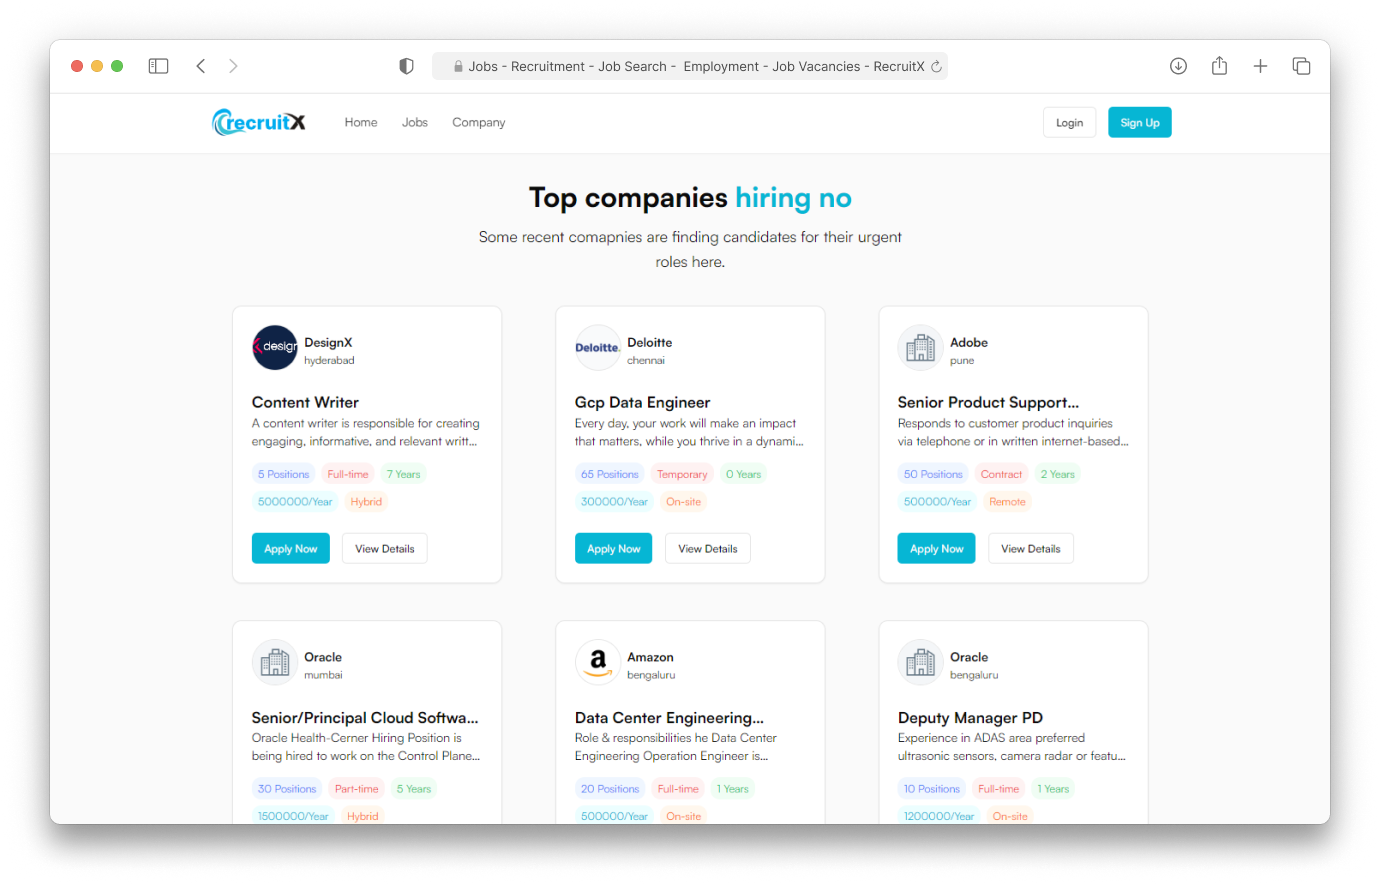 Jobs - Recruitment - Job Search - Employment - Job Vacancies - RecruitX
recruitX
Home
Jobs
Company
Login
Sign Up
Top companies hiring no
Some recent comapnies are finding candidates for their urgent
roles here.
design
DesignX
hyderabad
Content Writer
A content writer is responsible for creating
engaging, informative, and relevant writt...
5 Positions
Full-time
7 Years
5000000/Year
Hybrid
Apply Now
View Details
Deloitte.
Deloitte
chennai
Gcp Data Engineer
Every day, your work will make an impact
that matters, while you thrive in a dynami...
65 Positions
Temporary
0 Years
300000/Year
On-site
Apply Now
View Details
Adobe
pune
Senior Product Support...
Responds to customer product inquiries
via telephone or in written internet-based...
50 Positions
Contract
2 Years
500000/Year
Remote
Apply Now
View Details
Oracle
mumbai
Senior/Principal Cloud Softwa...
Oracle Health-Cerner Hiring Position is
being hired to work on the Control Plane...
30 Positions
Part-time
5 Years
1500000/Year
Hybrid
a
Amazon
bengaluru
Data Center Engineering...
Role & responsibilities he Data Center
Engineering Operation Engineer is...
20 Positions
Full-time
1 Years
500000/Year
On-site
Oracle
bengaluru
Deputy Manager PD
Experience in ADAS area preferred
ultrasonic sensors, camera radar or featu...
10 Positions
Full-time
1 Years
1200000/Year
On-site